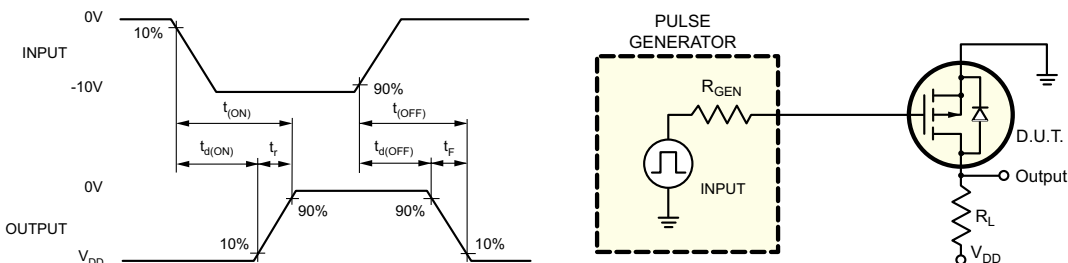 0V
10%
INPUT
-10V
90%
t(ON)
t(OFF)
td(ON)
tr
td(OFF)
tF
0V
90%
90%
OUTPUT
10%
10%
VDD
PULSE
GENERATOR
RGEN
INPUT
D.U.T.
Output
RL
VDD